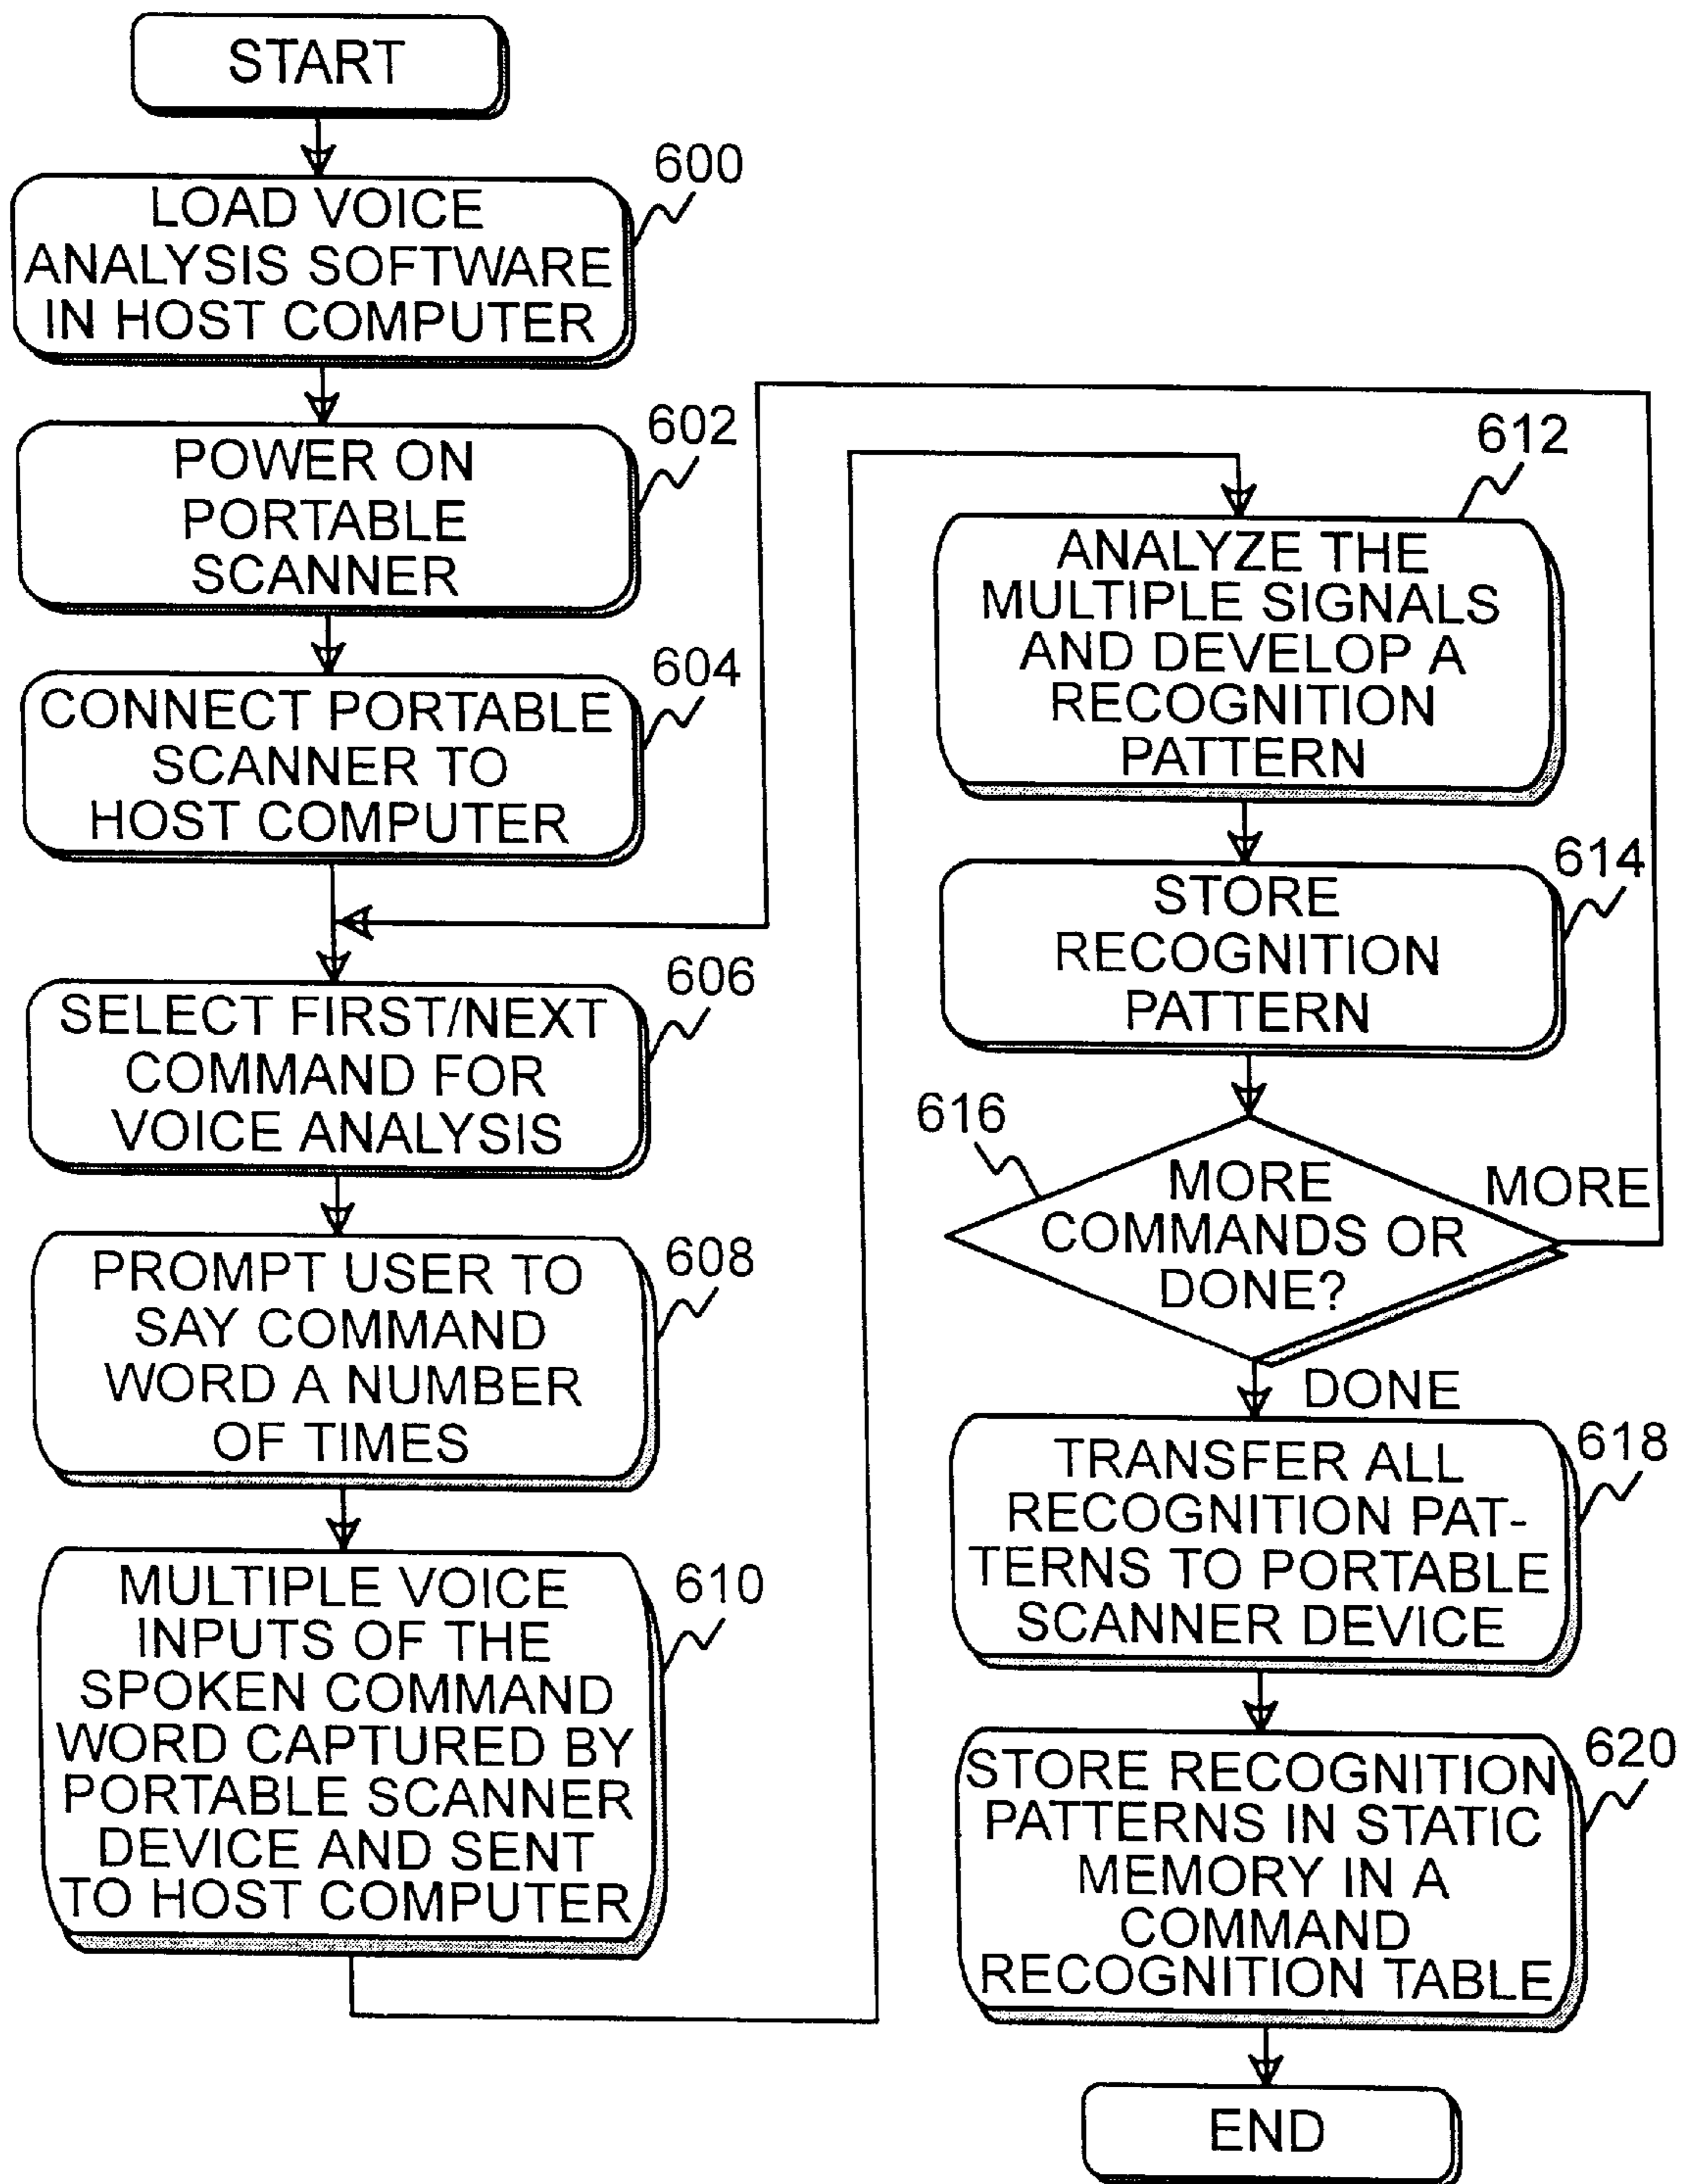 START
600
LOAD VOICE
ANALYSIS SOFTWARE
IN HOST COMPUTER
602
POWER ON
PORTABLE
SCANNER
604
CONNECT PORTABLE
SCANNER TO
HOST COMPUTER
606
SELECT FIRST/NEXT
COMMAND FOR
VOICE ANALYSIS
608
PROMPT USER TO
SAY COMMAND
WORD A NUMBER
OF TIMES
610
MULTIPLE VOICE
INPUTS OF THE
SPOKEN COMMAND
WORD CAPTURED BY
PORTABLE SCANNER
DEVICE AND SENT
TO HOST COMPUTER
612
ANALYZE THE
MULTIPLE SIGNALS
AND DEVELOP A
RECOGNITION
PATTERN
614
STORE
RECOGNITION
PATTERN
616
MORE
COMMANDS OR
DONE?
MORE
DONE
618
TRANSFER ALL
RECOGNITION PAT-
TERNS TO PORTABLE
SCANNER DEVICE
620
STORE RECOGNITION
PATTERNS IN STATIC
MEMORY IN A
COMMAND
RECOGNITION TABLE
END